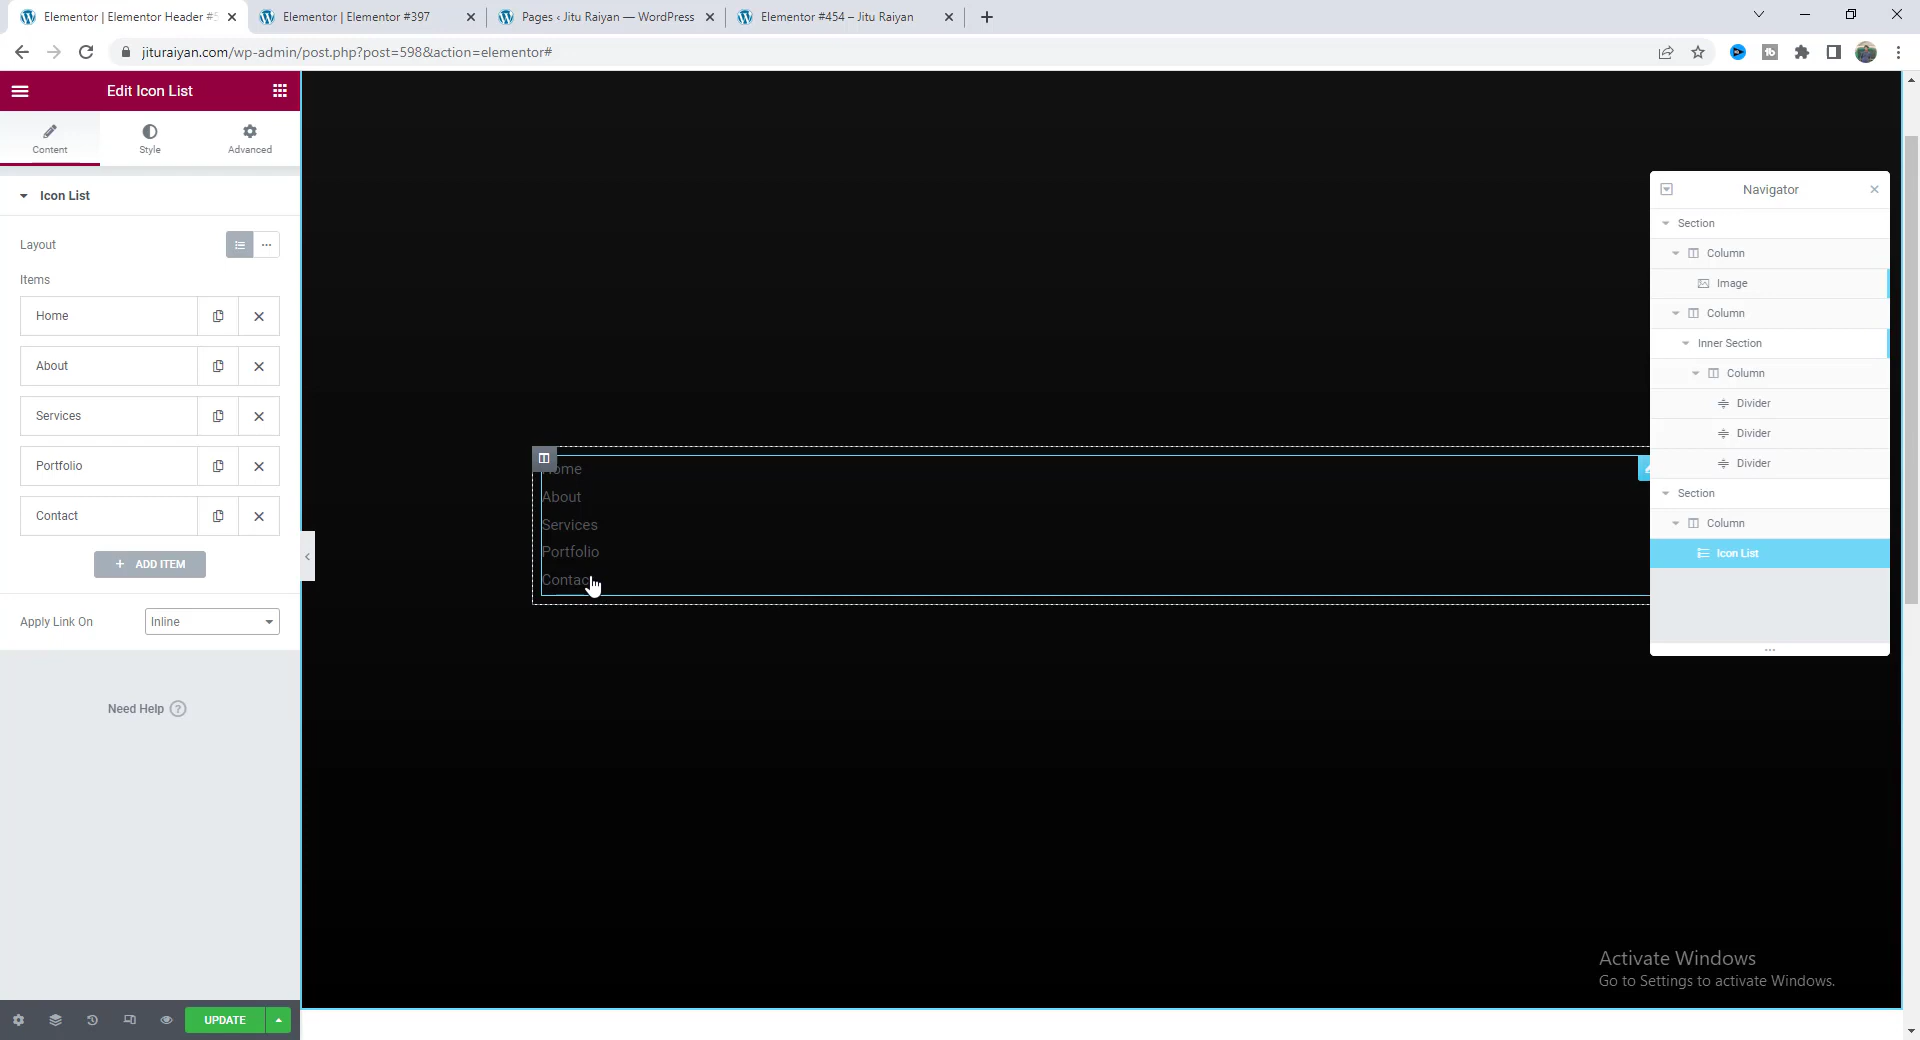 Elementor | Elementor Header #5
Elementor | Elementor #397
Pages ‹ Jitu Raiyan — WordPress
Elementor #454 – Jitu Raiyan
jituraiyan.com/wp-admin/post.php?post=598&action=elementor#
Edit Icon List
Content
Style
Advanced
Icon List
Layout
Items
Home
About
Services
Portfolio
Contact
+ ADD ITEM
Apply Link On
Inline
Need Help
UPDATE
Home
About
Services
Portfolio
Contact
Navigator
Section
Column
Image
Column
Inner Section
Column
Divider
Divider
Divider
Section
Column
Icon List
Activate Windows
Go to Settings to activate Windows.